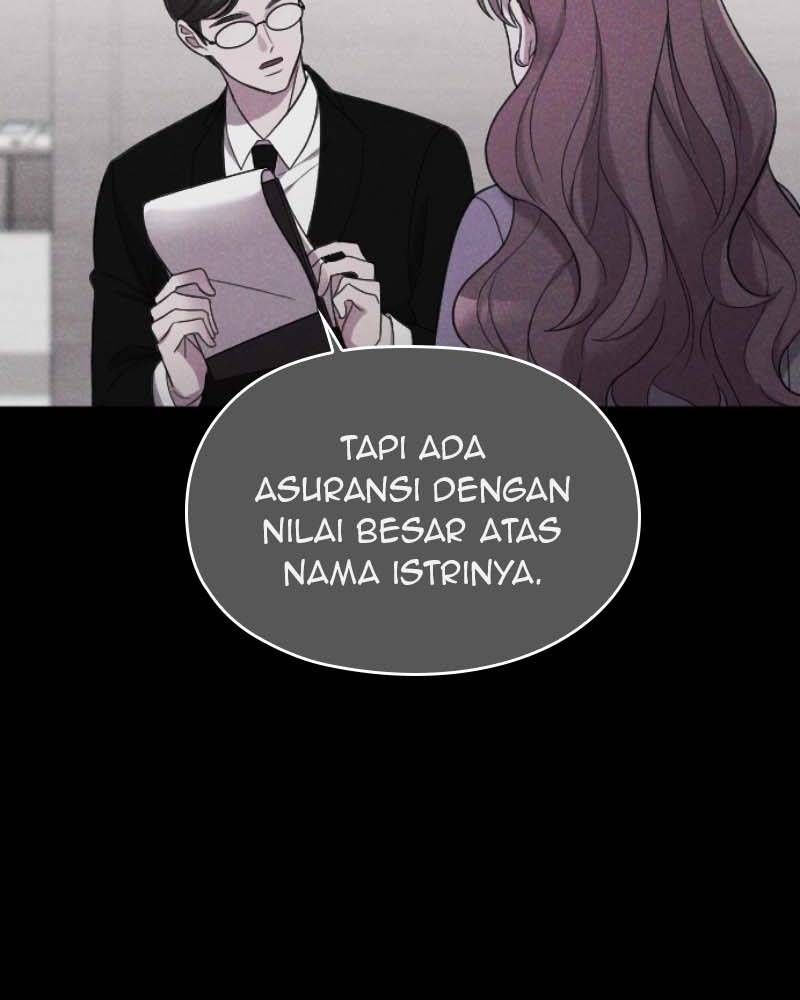 TAPI ADA
ASURANSI DENGAN
NILAI BESAR ATAS
NAMA ISTRINYA.